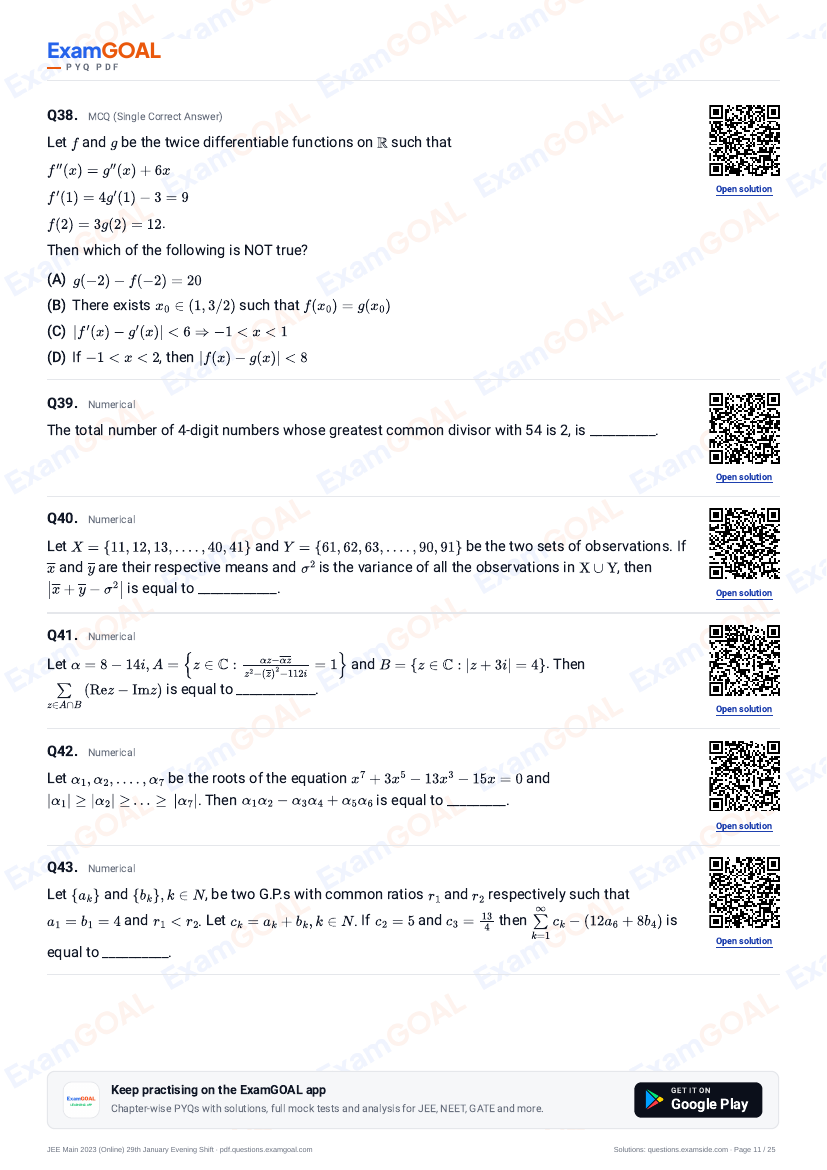 ExamGOAL
PYQ PDF
Q38. MCQ (Single Correct Answer)
Let f and g be the twice differentiable functions on ℝ such that
f″(x) = g″(x) + 6x
f′(1) = 4g′(1) − 3 = 9
f(2) = 3g(2) = 12.
Then which of the following is NOT true?
(A) g(−2) − f(−2) = 20
(B) There exists x₀ ∈ (1, 3/2) such that f(x₀) = g(x₀)
(C) |f′(x) − g′(x)| < 6 ⇒ −1 < x < 1
(D) If −1 < x < 2, then |f(x) − g(x)| < 8
Open solution
Q39. Numerical
The total number of 4-digit numbers whose greatest common divisor with 54 is 2, is __________.
Open solution
Q40. Numerical
Let X = {11, 12, 13, . . . . , 40, 41} and Y = {61, 62, 63, . . . . , 90, 91} be the two sets of observations. If
x̅ and y̅ are their respective means and σ² is the variance of all the observations in X ∪ Y, then
|x̅ + y̅ − σ²| is equal to ____________.
Open solution
Q41. Numerical
Let α = 8 − 14i, A = {z ∈ ℂ : (αz − α̅z̅)/(z² − (z̅)² − 112i) = 1} and B = {z ∈ ℂ : |z + 3i| = 4}. Then
∑_{z∈A∩B} (Rez − Imz) is equal to ____________.
Open solution
Q42. Numerical
Let α₁, α₂, . . . . , α₇ be the roots of the equation x⁷ + 3x⁵ − 13x³ − 15x = 0 and
|α₁| ≥ |α₂| ≥ . . . ≥ |α₇|. Then α₁α₂ − α₃α₄ + α₅α₆ is equal to _________.
Open solution
Q43. Numerical
Let {aₖ} and {bₖ}, k ∈ N, be two G.P.s with common ratios r₁ and r₂ respectively such that
a₁ = b₁ = 4 and r₁ < r₂. Let cₖ = aₖ + bₖ, k ∈ N. If c₂ = 5 and c₃ = 13/4 then ∑_{k=1}^{∞} cₖ − (12a₆ + 8b₄) is
equal to __________.
Open solution
ExamGOAL
Keep practising on the ExamGOAL app
Chapter-wise PYQs with solutions, full mock tests and analysis for JEE, NEET, GATE and more.
GET IT ON
Google Play
JEE Main 2023 (Online) 29th January Evening Shift · pdf.questions.examgoal.com
Solutions: questions.examside.com · Page 11 / 25